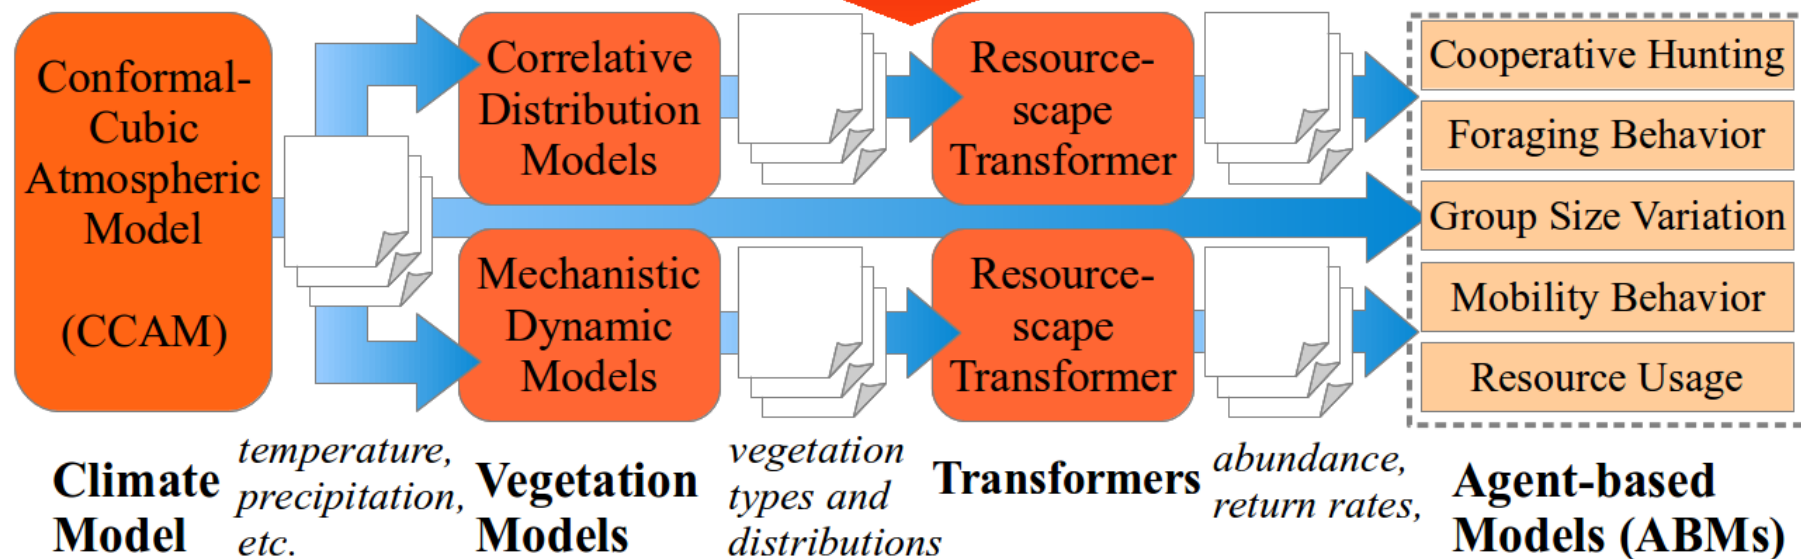 Conformal-
Cubic
Atmospheric
Model
(CCAM)
Correlative
Distribution
Models
Mechanistic
Dynamic
Models
Resource-
scape
Transformer
Resource-
scape
Transformer
Cooperative Hunting
Foraging Behavior
Group Size Variation
Mobility Behavior
Resource Usage
Climate
Model
temperature,
precipitation,
etc.
Vegetation
Models
vegetation
types and
distributions
Transformers
abundance,
return rates,
Agent-based
Models (ABMs)